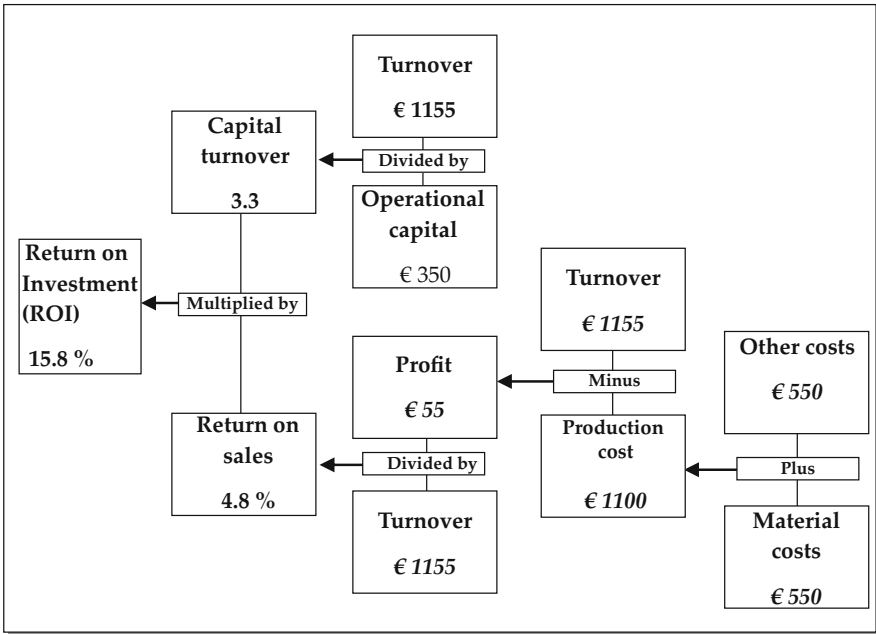 Turnover
€ 1155
Divided by
Operational
capital
€ 350
Capital
turnover
3.3
Return on
Investment
(ROI)
15.8 %
Multiplied by
Return on
sales
4.8 %
Profit
€ 55
Divided by
Turnover
€ 1155
Turnover
€ 1155
Minus
Production
cost
€ 1100
Other costs
€ 550
Plus
Material
costs
€ 550